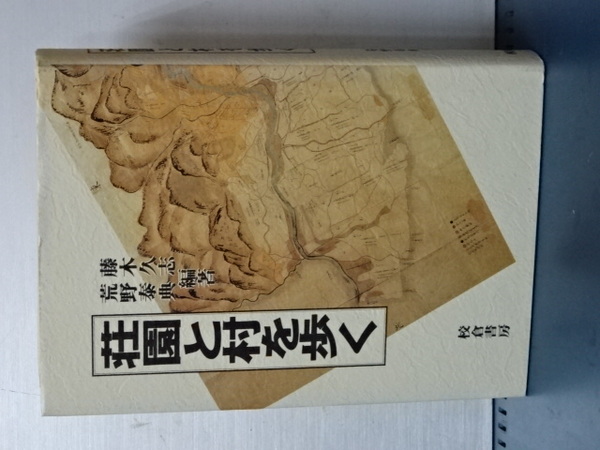 荘園と村を歩く
藤木久志
荒野泰典
編著
校倉書房